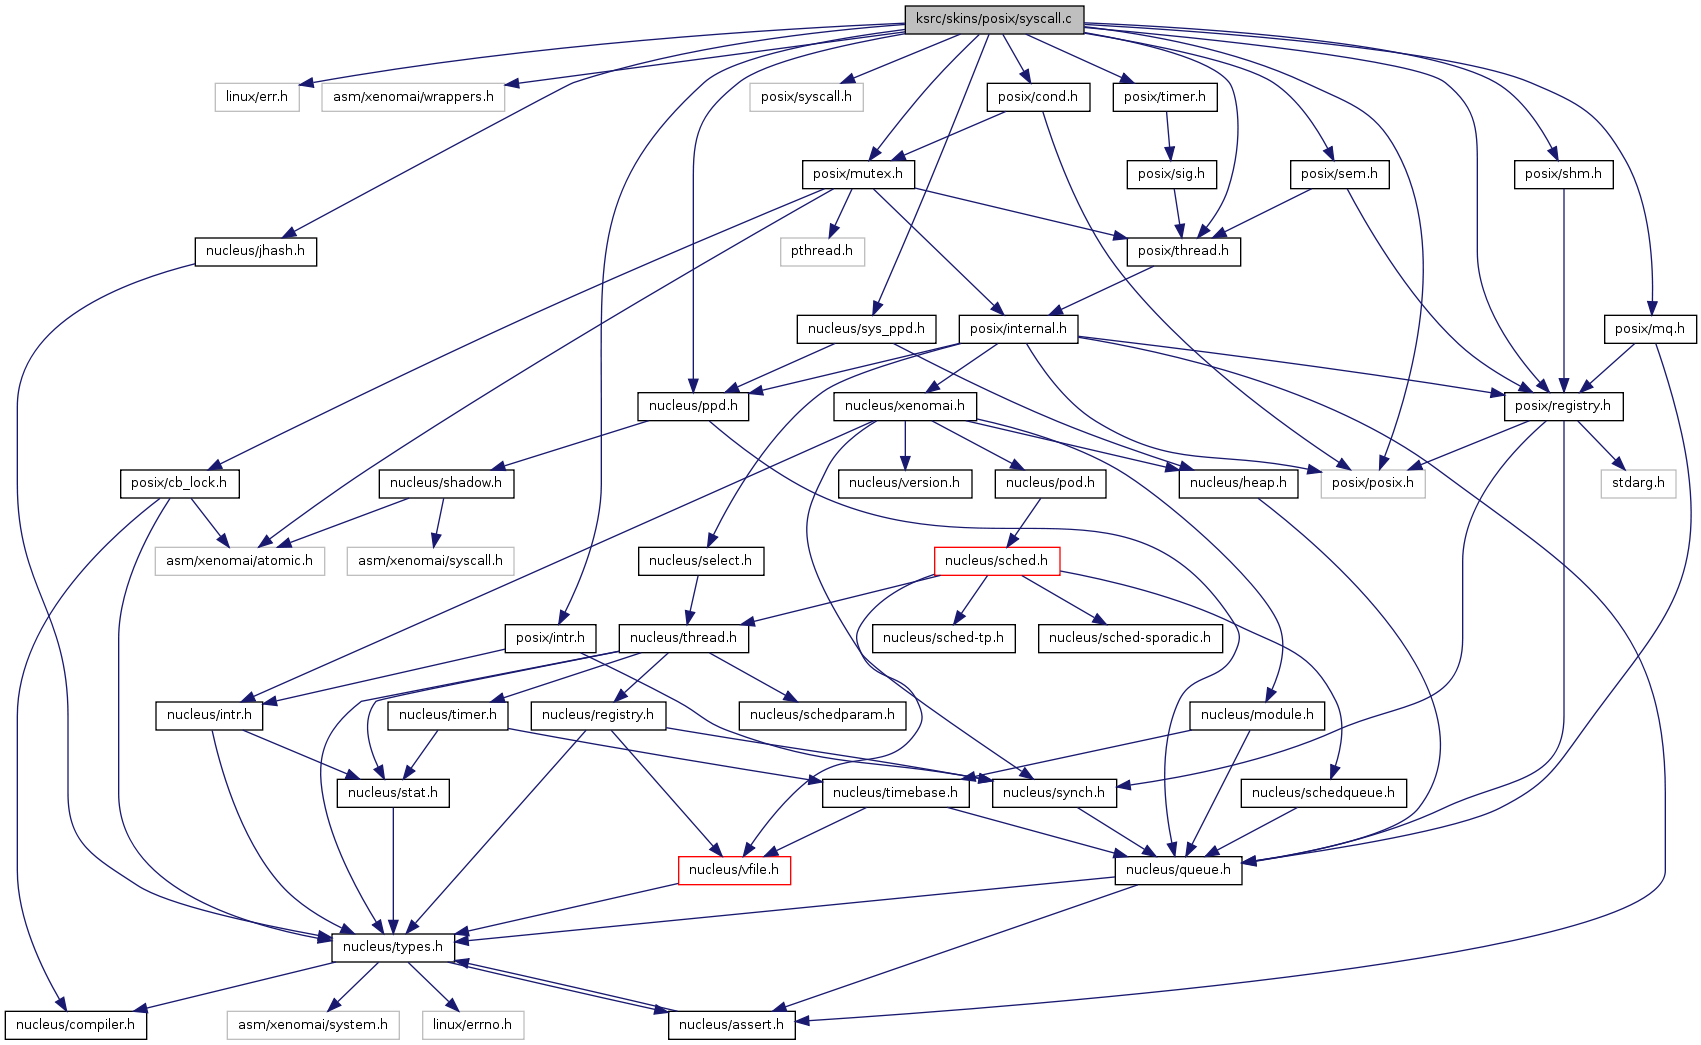 ksrc/skins/posix/syscall.c
linux/err.h
asm/xenomai/wrappers.h
posix/syscall.h
posix/cond.h
posix/timer.h
posix/mutex.h
posix/sig.h
posix/sem.h
posix/shm.h
nucleus/jhash.h
pthread.h
posix/thread.h
nucleus/sys_ppd.h
posix/internal.h
posix/mq.h
nucleus/ppd.h
nucleus/xenomai.h
posix/registry.h
posix/cb_lock.h
nucleus/shadow.h
nucleus/version.h
nucleus/pod.h
nucleus/heap.h
posix/posix.h
stdarg.h
asm/xenomai/atomic.h
asm/xenomai/syscall.h
nucleus/select.h
nucleus/sched.h
posix/intr.h
nucleus/thread.h
nucleus/sched-tp.h
nucleus/sched-sporadic.h
nucleus/intr.h
nucleus/timer.h
nucleus/registry.h
nucleus/schedparam.h
nucleus/module.h
nucleus/stat.h
nucleus/timebase.h
nucleus/synch.h
nucleus/schedqueue.h
nucleus/vfile.h
nucleus/queue.h
nucleus/types.h
nucleus/compiler.h
asm/xenomai/system.h
linux/errno.h
nucleus/assert.h